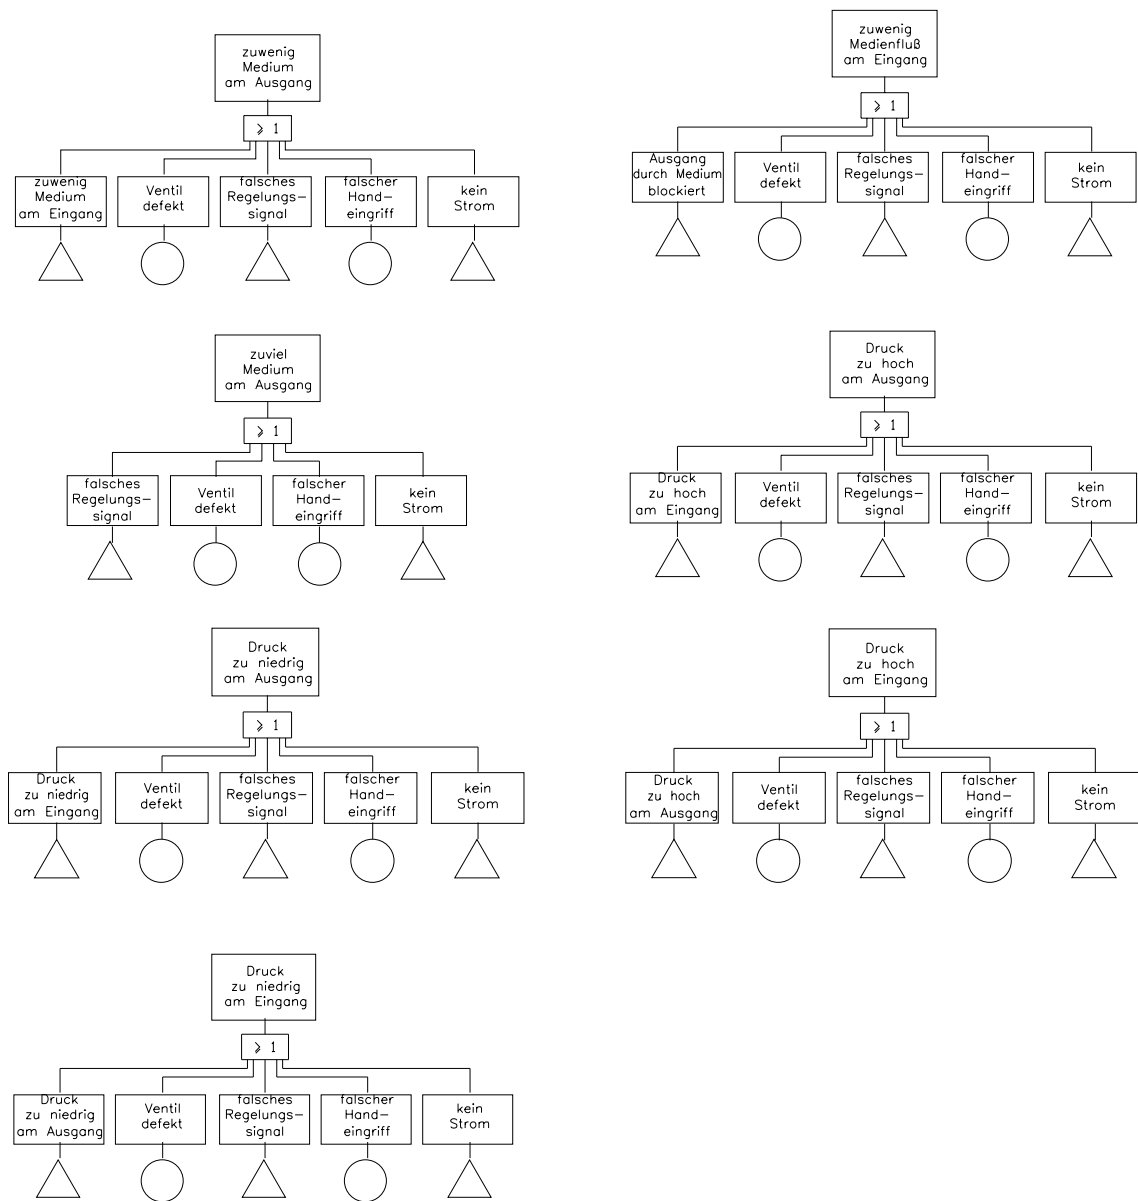 zuwenig
Medium
am Ausgang
≥ 1
zuwenig
Medium
am Eingang
Ventil
defekt
falsches
Regelungs-
signal
falscher
Hand-
eingriff
kein
Strom
zuwenig
Medienfluß
am Eingang
≥ 1
Ausgang
durch Medium
blockiert
Ventil
defekt
falsches
Regelungs-
signal
falscher
Hand-
eingriff
kein
Strom
zuviel
Medium
am Ausgang
≥ 1
falsches
Regelungs-
signal
Ventil
defekt
falscher
Hand-
eingriff
kein
Strom
Druck
zu hoch
am Ausgang
≥ 1
Druck
zu hoch
am Eingang
Ventil
defekt
falsches
Regelungs-
signal
falscher
Hand-
eingriff
kein
Strom
Druck
zu niedrig
am Ausgang
≥ 1
Druck
zu niedrig
am Eingang
Ventil
defekt
falsches
Regelungs-
signal
falscher
Hand-
eingriff
kein
Strom
Druck
zu hoch
am Eingang
≥ 1
Druck
zu hoch
am Ausgang
Ventil
defekt
falsches
Regelungs-
signal
falscher
Hand-
eingriff
kein
Strom
Druck
zu niedrig
am Eingang
≥ 1
Druck
zu niedrig
am Ausgang
Ventil
defekt
falsches
Regelungs-
signal
falscher
Hand-
eingriff
kein
Strom